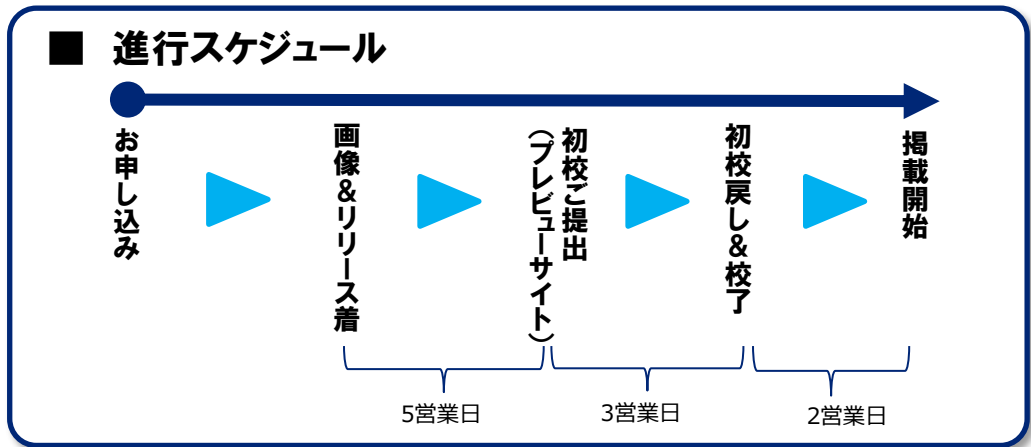 ■ 進行スケジュール
お申し込み
画像&リリース着
初校ご提出
(プレビューサイト)
初校戻し&校了
掲載開始
5営業日
3営業日
2営業日